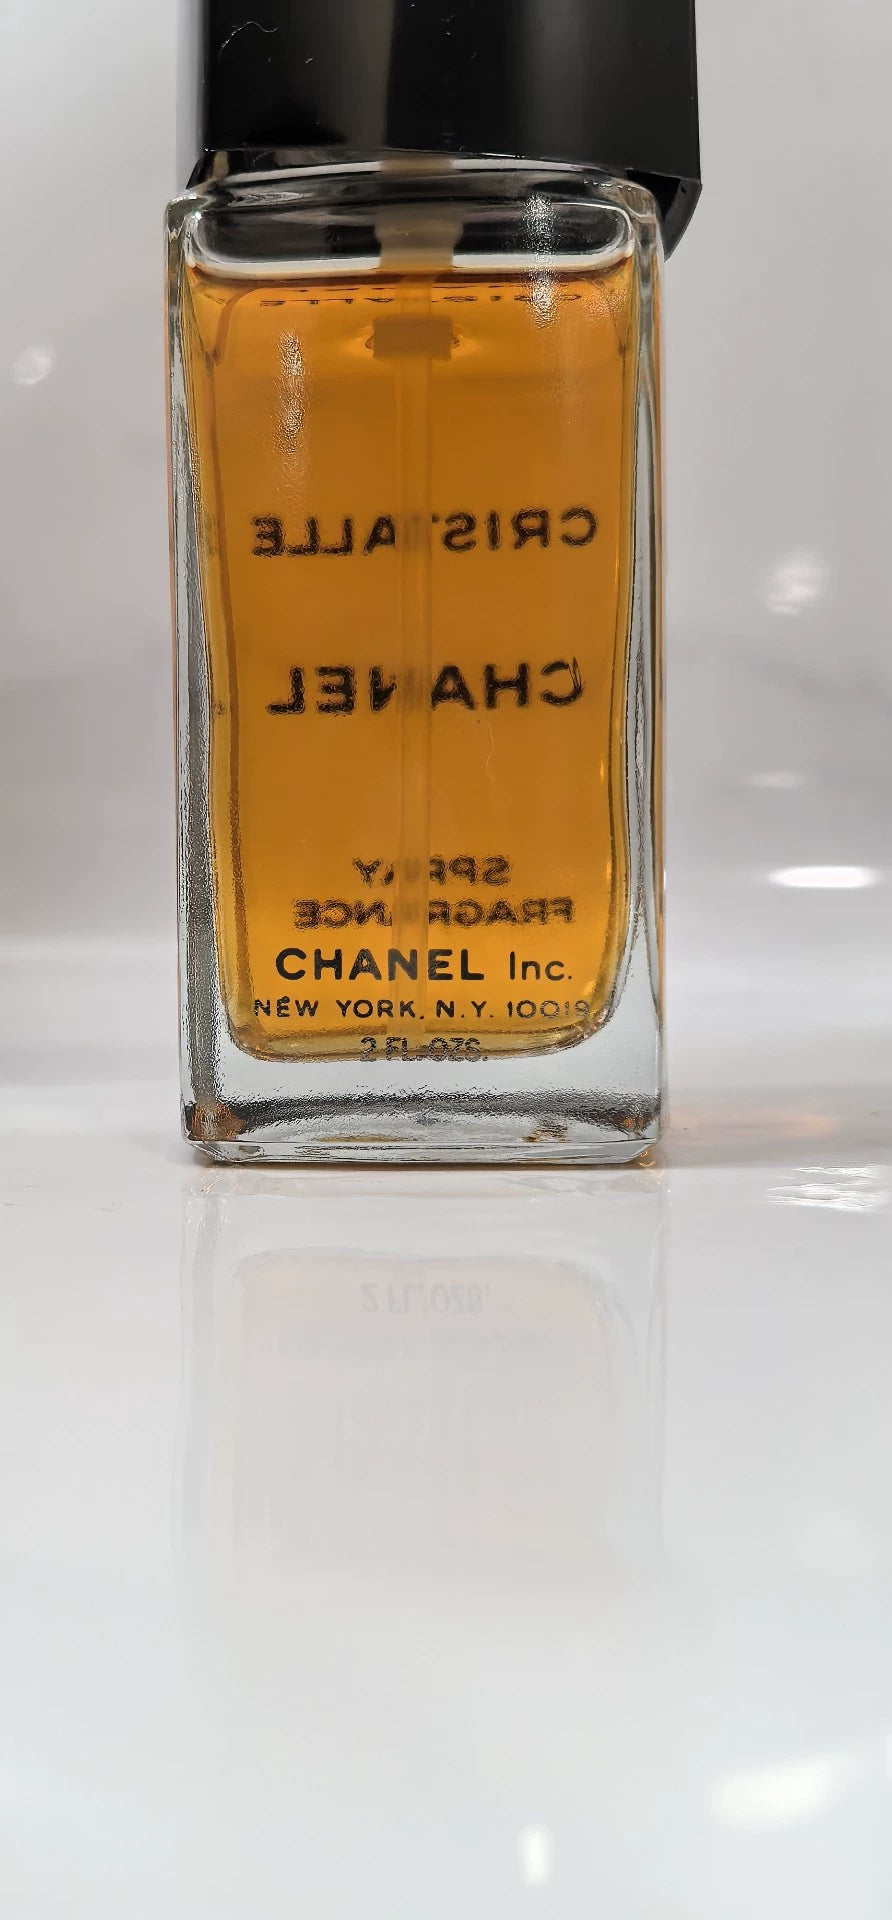 CRISTALLE
CHANEL
SPRAY
FRAGRANCE
CHANEL Inc.
NEW YORK, N.Y. 10019
2 FL. OZS.